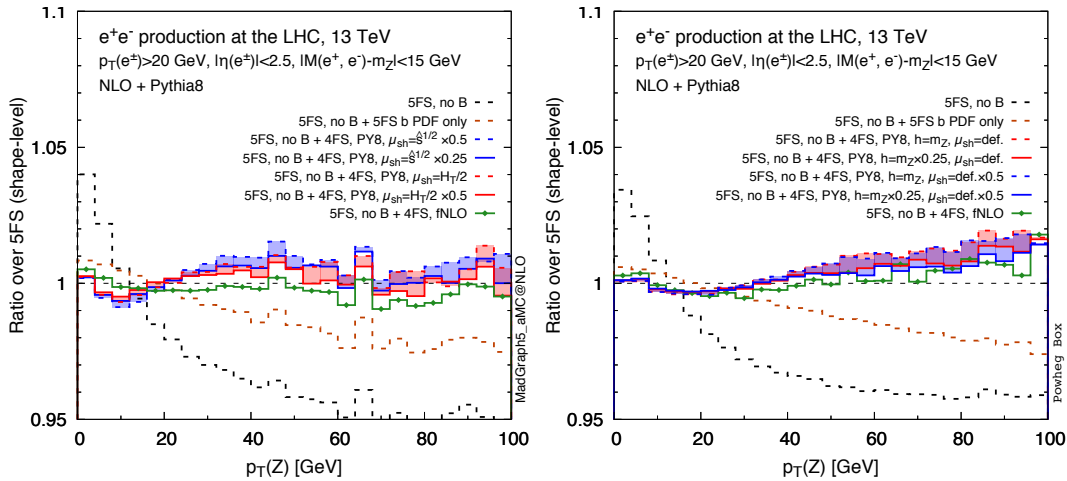 1.1
1.05
1
0.95
0
20
40
60
80
100
Ratio over 5FS (shape-level)
p_T(Z) [GeV]
e⁺e⁻ production at the LHC, 13 TeV
p_T(e^±)>20 GeV, |η(e^±)|<2.5, |M(e⁺, e⁻)-m_Z|<15 GeV
NLO + Pythia8
5FS, no B
5FS, no B + 5FS b PDF only
5FS, no B + 4FS, PY8, μ_sh=ŝ^1/2 ×0.5
5FS, no B + 4FS, PY8, μ_sh=ŝ^1/2 ×0.25
5FS, no B + 4FS, PY8, μ_sh=H_T/2
5FS, no B + 4FS, PY8, μ_sh=H_T/2 ×0.5
5FS, no B + 4FS, fNLO
MadGraph5_aMC@NLO
1.1
1.05
1
0.95
0
20
40
60
80
100
Ratio over 5FS (shape-level)
p_T(Z) [GeV]
e⁺e⁻ production at the LHC, 13 TeV
p_T(e^±)>20 GeV, |η(e^±)|<2.5, |M(e⁺, e⁻)-m_Z|<15 GeV
NLO + Pythia8
5FS, no B
5FS, no B + 5FS b PDF only
5FS, no B + 4FS, PY8, h=m_Z, μ_sh=def.
5FS, no B + 4FS, PY8, h=m_Z×0.25, μ_sh=def.
5FS, no B + 4FS, PY8, h=m_Z, μ_sh=def.×0.5
5FS, no B + 4FS, PY8, h=m_Z×0.25, μ_sh=def.×0.5
5FS, no B + 4FS, fNLO
Powheg Box